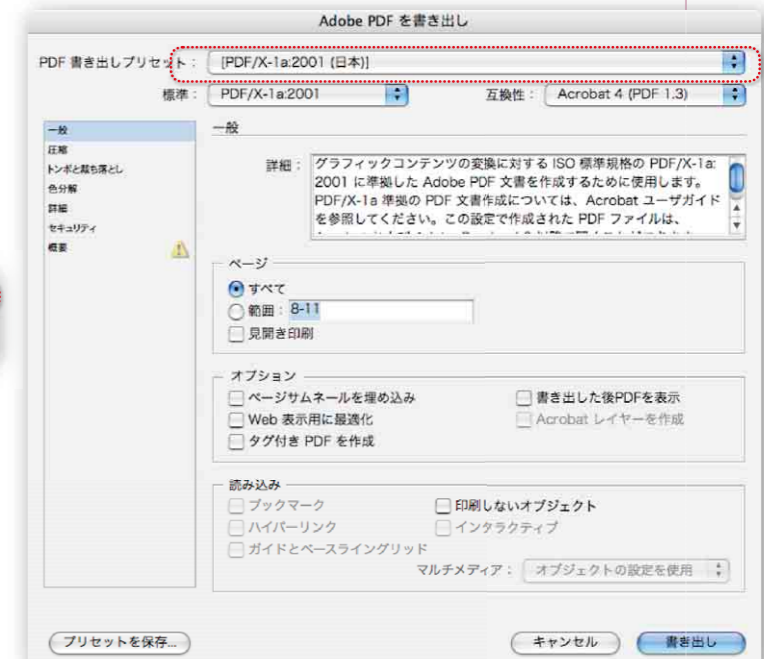 Adobe PDF を書き出し
PDF 書き出しプリセット： [PDF/X-1a:2001 (日本)]
標準： PDF/X-1a:2001 互換性： Acrobat 4 (PDF 1.3)
一般
圧縮
トンボと裁ち落とし
色分解
詳細
セキュリティ
概要
一般
詳細： グラフィックコンテンツの変換に対する ISO 標準規格の PDF/X-1a:
2001 に準拠した Adobe PDF 文書を作成するために使用します。
PDF/X-1a 準拠の PDF 文書作成については、Acrobat ユーザガイド
を参照してください。この設定で作成された PDF ファイルは、
ページ
すべて
範囲： 8-11
見開き印刷
オプション
ページサムネールを埋め込み 書き出した後PDFを表示
Web 表示用に最適化 Acrobat レイヤーを作成
タグ付き PDF を作成
読み込み
ブックマーク 印刷しないオブジェクト
ハイパーリンク インタラクティブ
ガイドとベースライングリッド
マルチメディア： オブジェクトの設定を使用
プリセットを保存... キャンセル 書き出し